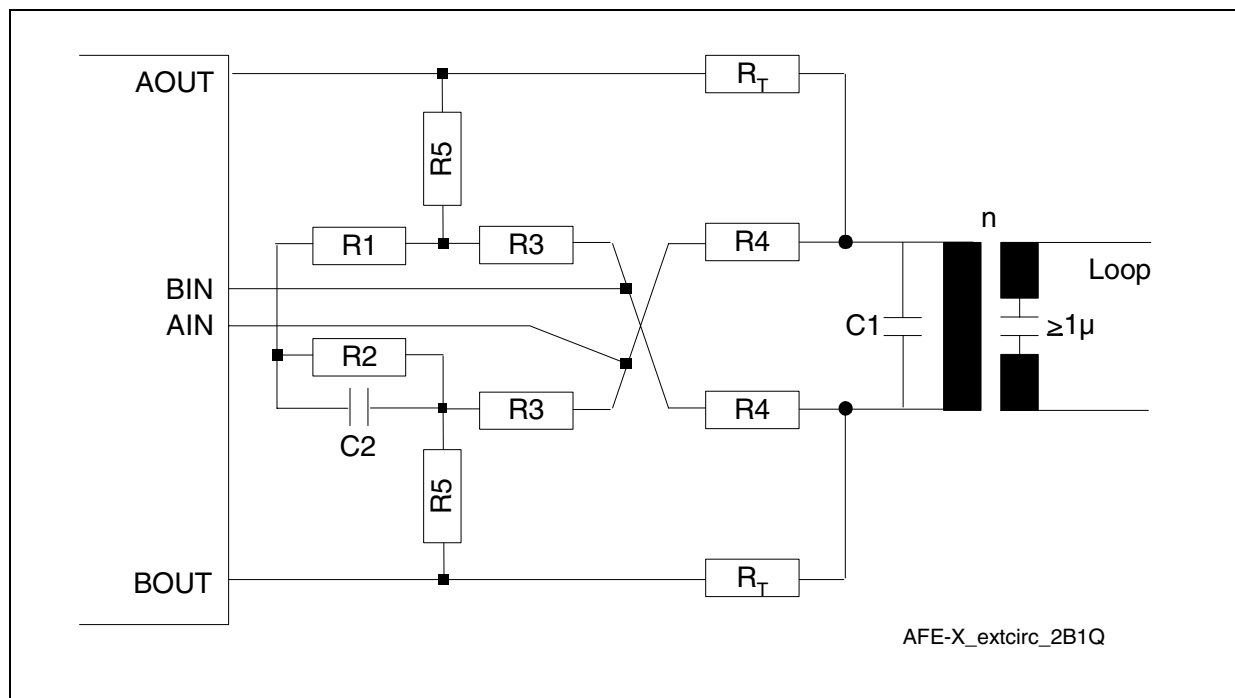 AOUT
R_T
R5
n
R1
R3
R4
BIN
Loop
AIN
C1
≥1µ
R2
R3
R4
C2
R5
BOUT
R_T
AFE-X_extcirc_2B1Q